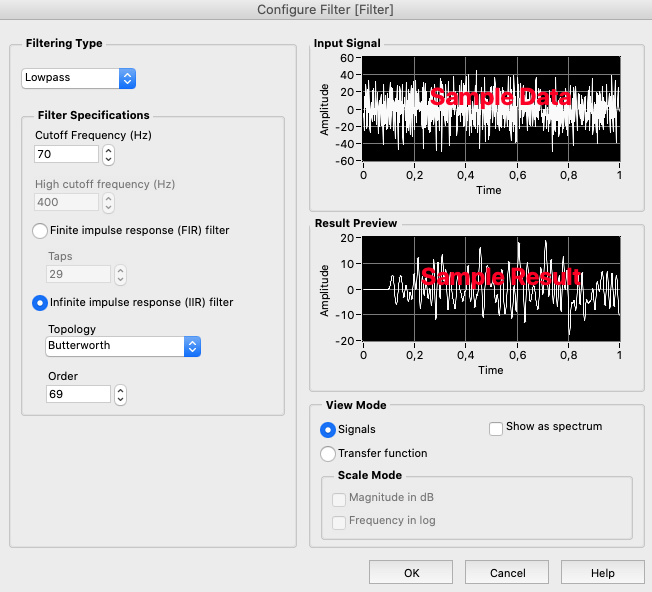 Configure Filter [Filter]
Filtering Type
Lowpass
Filter Specifications
Cutoff Frequency (Hz)
70
High cutoff frequency (Hz)
400
Finite impulse response (FIR) filter
Taps
29
Infinite impulse response (IIR) filter
Topology
Butterworth
Order
69
Input Signal
Sample Data
Amplitude
60
40
20
0
-20
-40
-60
0 0,2 0,4 0,6 0,8 1
Time
Result Preview
Sample Result
Amplitude
20
10
0
-10
-20
0 0,2 0,4 0,6 0,8 1
Time
View Mode
Signals
Show as spectrum
Transfer function
Scale Mode
Magnitude in dB
Frequency in log
OK Cancel Help